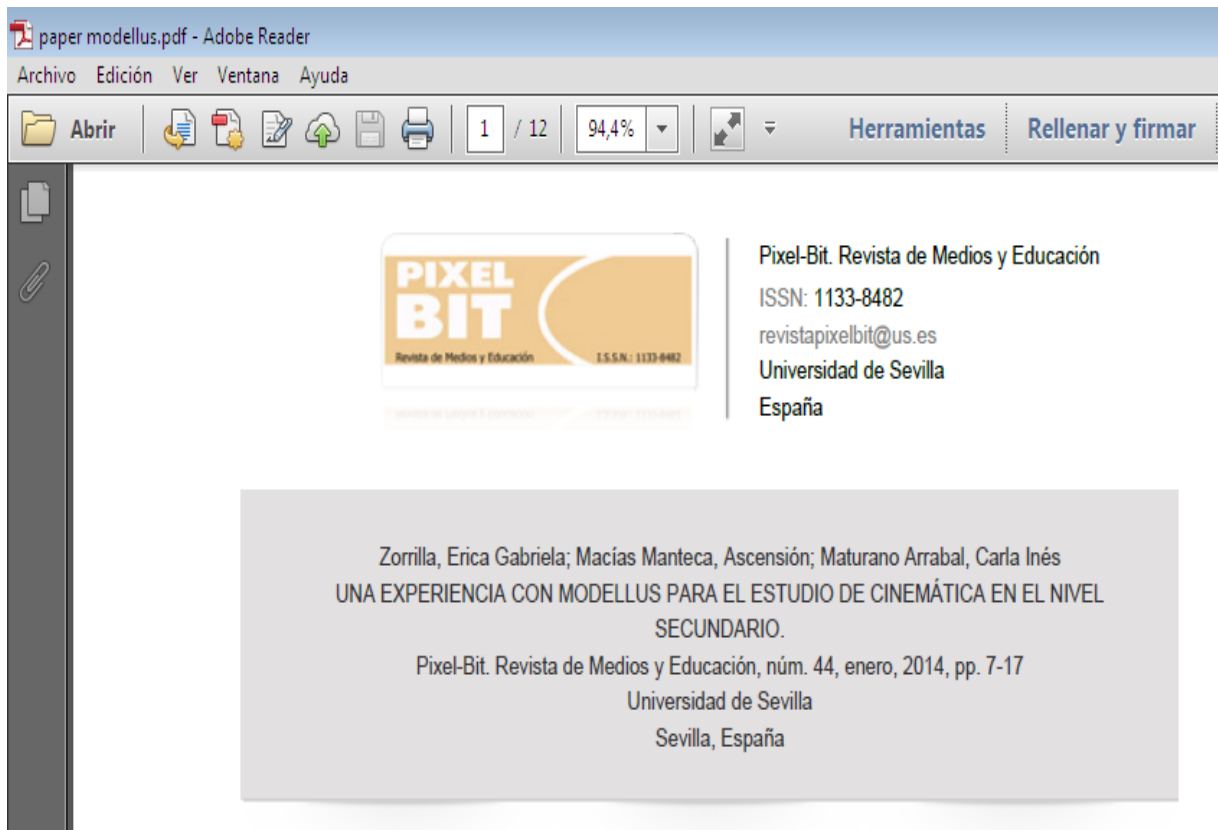 paper modellus.pdf - Adobe Reader
Archivo Edición Ver Ventana Ayuda
Abrir 1 / 12 94,4% Herramientas Rellenar y firmar
PIXEL
BIT
Revista de Medios y Educación I.S.S.N.: 1133-8482
Pixel-Bit. Revista de Medios y Educación
ISSN: 1133-8482
revistapixelbit@us.es
Universidad de Sevilla
España
Zorrilla, Erica Gabriela; Macías Manteca, Ascensión; Maturano Arrabal, Carla Inés
UNA EXPERIENCIA CON MODELLUS PARA EL ESTUDIO DE CINEMÁTICA EN EL NIVEL
SECUNDARIO.
Pixel-Bit. Revista de Medios y Educación, núm. 44, enero, 2014, pp. 7-17
Universidad de Sevilla
Sevilla, España